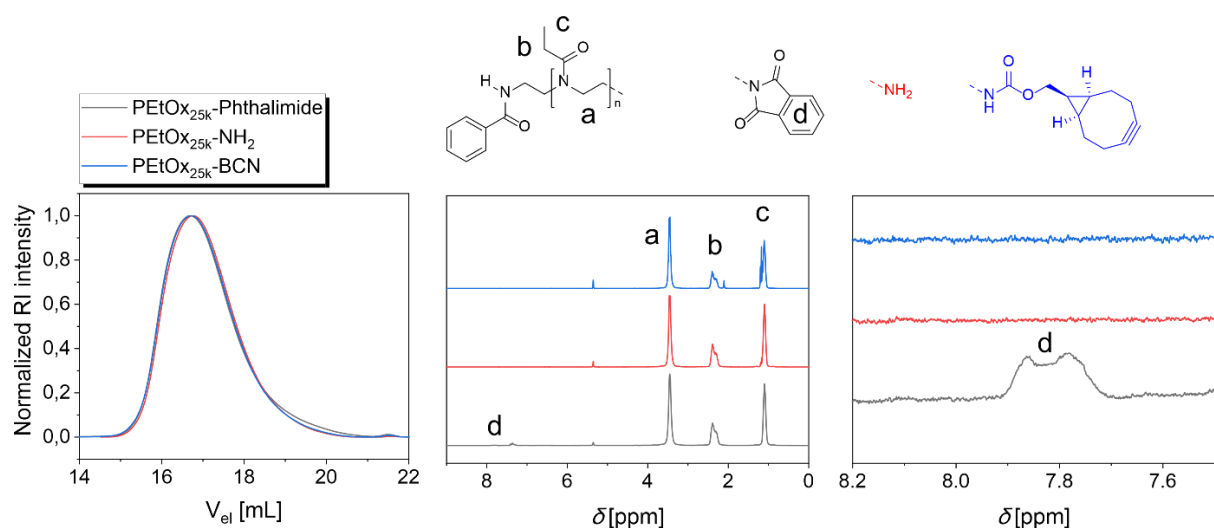 c
b
O
N
H
N
n
O
a
O
N
d
O
NH₂
O
H
N
H
O
H
PEtOx₂₅ₖ-Phthalimide
PEtOx₂₅ₖ-NH₂
PEtOx₂₅ₖ-BCN
Normalized RI intensity
1,0
0,8
0,6
0,4
0,2
0,0
14 16 18 20 22
V_el [mL]
a
b
c
d
8 6 4 2 0
δ [ppm]
d
8.2 8.0 7.8 7.6
δ [ppm]